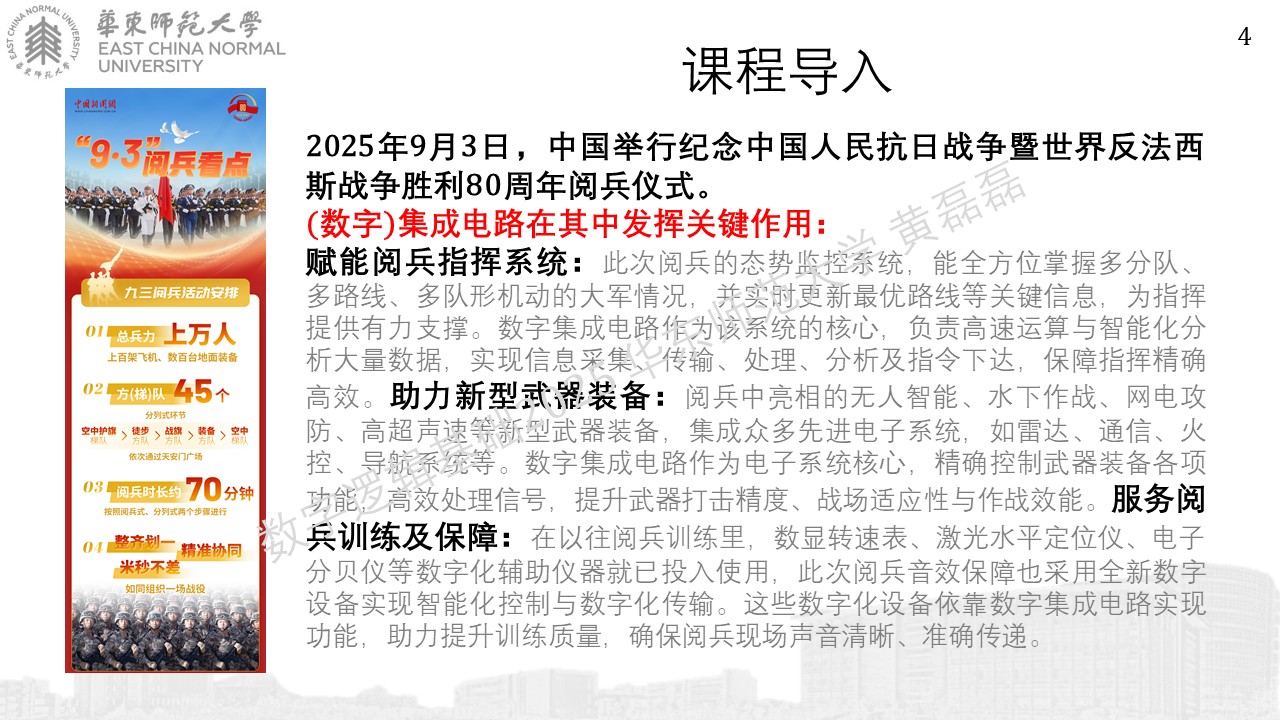 華東師範大學
EAST CHINA NORMAL
UNIVERSITY
EAST CHINA NORMAL UNIVERSITY
華東師范大學
4
课程导入
中国新闻网
“9·3”阅兵看点
九三阅兵活动安排
01 总兵力 上万人
上百架飞机、数百台地面装备
02 方(梯)队 45个
分列式环节
空中护旗 > 徒步 > 战旗 > 装备 > 空中
梯队 方队 方队 方队 梯队
依次通过天安门广场
03 阅兵时长约 70分钟
按照阅兵式、分列式两个步骤进行
04 整齐划一 精准协同
米秒不差
如同组织一场战役
2025年9月3日，中国举行纪念中国人民抗日战争暨世界反法西
斯战争胜利80周年阅兵仪式。
(数字)集成电路在其中发挥关键作用：
赋能阅兵指挥系统：此次阅兵的态势监控系统，能全方位掌握多分队、
多路线、多队形机动的大军情况，并实时更新最优路线等关键信息，为指挥
提供有力支撑。数字集成电路作为该系统的核心，负责高速运算与智能化分
析大量数据，实现信息采集、传输、处理、分析及指令下达，保障指挥精确
高效。助力新型武器装备：阅兵中亮相的无人智能、水下作战、网电攻
防、高超声速等新型武器装备，集成众多先进电子系统，如雷达、通信、火
控、导航系统等。数字集成电路作为电子系统核心，精确控制武器装备各项
功能，高效处理信号，提升武器打击精度、战场适应性与作战效能。服务阅
兵训练及保障：在以往阅兵训练里，数显转速表、激光水平定位仪、电子
分贝仪等数字化辅助仪器就已投入使用，此次阅兵音效保障也采用全新数字
设备实现智能化控制与数字化传输。这些数字化设备依靠数字集成电路实现
功能，助力提升训练质量，确保阅兵现场声音清晰、准确传递。
数字逻辑基础2025 华东师范大学 黄磊磊